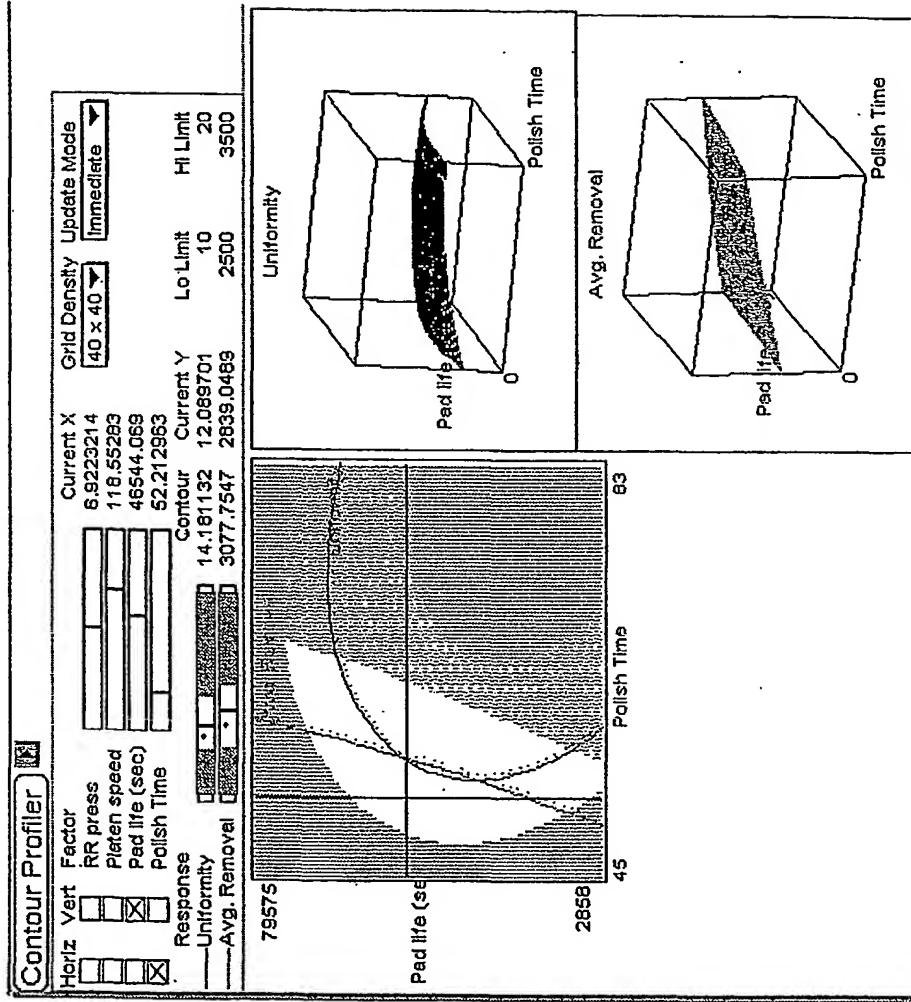 Contour Profiler
Horiz Vert Factor Current X Grid Density Update Mode
RR press 6.9223214 40 x 40 Immediate
Platen speed 118.55283
Pad life (sec) 46544.069
Polish Time 52.212963
Response Contour Current Y Lo Limit Hi Limit
Uniformity 14.181132 12.089701 10 20
Avg. Removal 3077.7547 2839.0489 2500 3500
79575
Pad life (se
2858
45 Polish Time 83
Uniformity
Pad life
0
Polish Time
Avg. Removal
Pad life
0
Polish Time